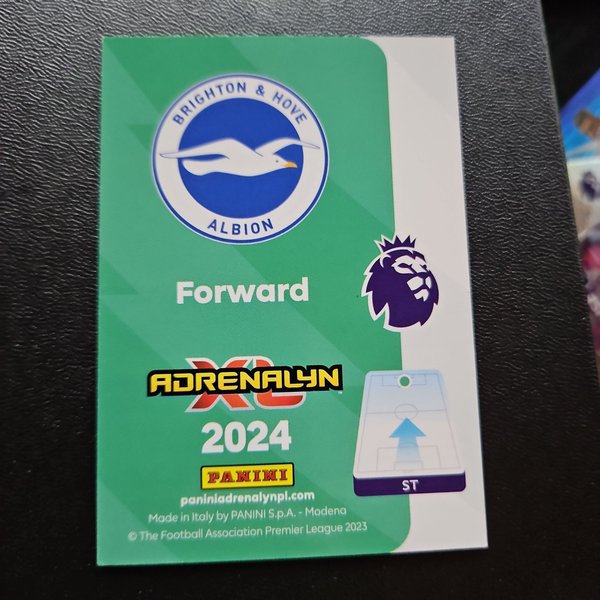 BRIGHTON & HOVE
ALBION
Forward
ADRENALYN
XL
2024
PANINI
paniniadrenalynpl.com
Made in Italy by PANINI S.p.A. - Modena
© The Football Association Premier League 2023
ST